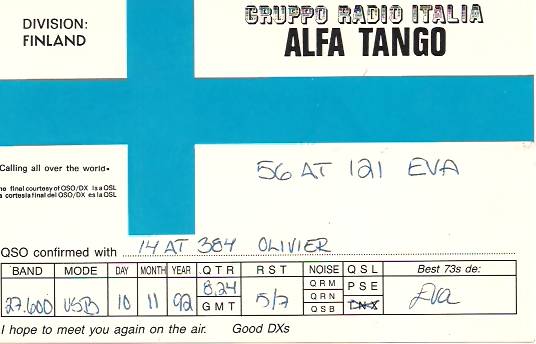 DIVISION:
FINLAND
GRUPPO RADIO ITALIA
ALFA TANGO
Calling all over the world.
he final courtesy of QSO/DX is a QSL
a cortesía final del QSO/DX es la QSL
56 AT 121 EVA
QSO confirmed with 14 AT 384 OLIVIER
BAND MODE DAY MONTH YEAR QTR RST NOISE QSL Best 73s de:
27.600 USB 10 11 92 8,24 5/7 QRM PSE Eva
GMT QRN
QSB TNX
I hope to meet you again on the air. Good DXs